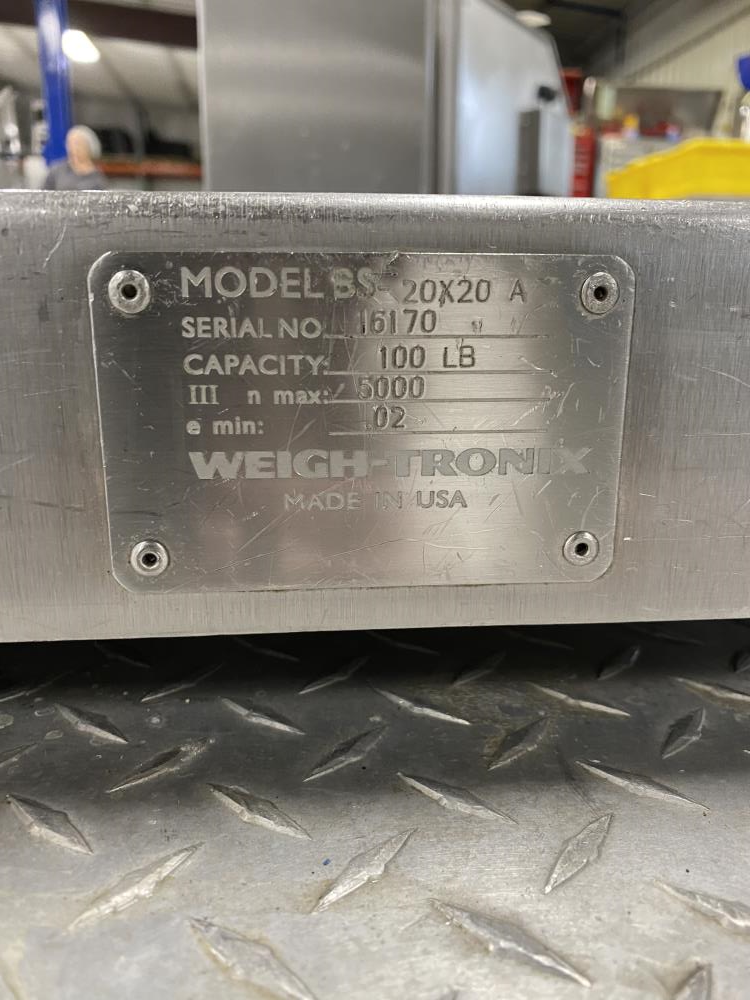 MODEL BS- 20X20 A
SERIAL NO. 16170
CAPACITY: 100 LB
III n max: 5000
e min: .02
WEIGH-TRONIX
MADE IN USA